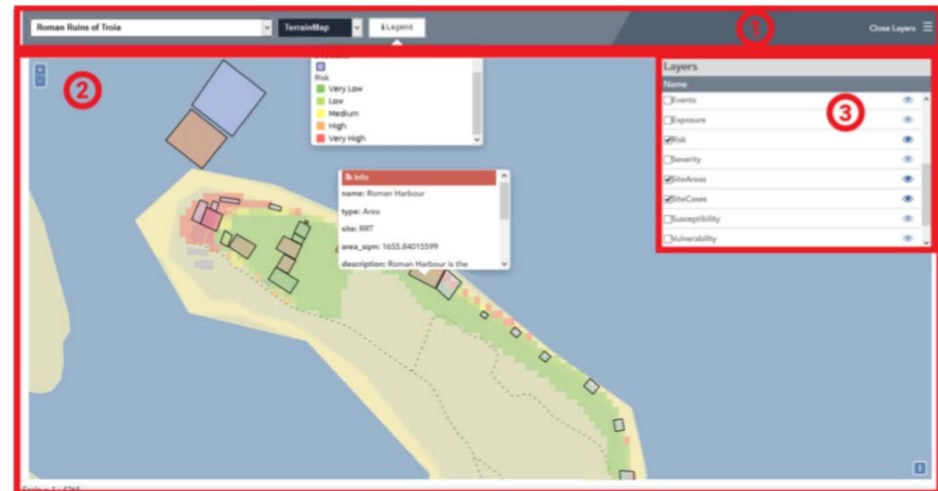 Roman Ruins of Troia
TerrainMap
Legend
1
Close Layers
+
-
2
Risk
Very Low
Low
Medium
High
Very High
Info
name: Roman Harbour
type: Area
site: RRT
area_sqm: 1655.84015599
description: Roman Harbour is the
Layers
Name
3
Events
Exposure
Risk
Severity
SiteAreas
SiteCases
Susceptibility
Vulnerability
i